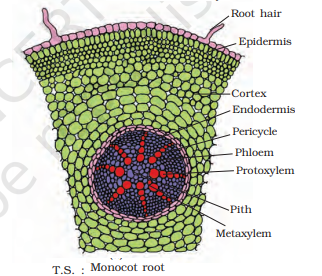 Root hair
Epidermis
Cortex
Endodermis
Pericycle
Phloem
Protoxylem
Pith
Metaxylem
T.S. : Monocot root